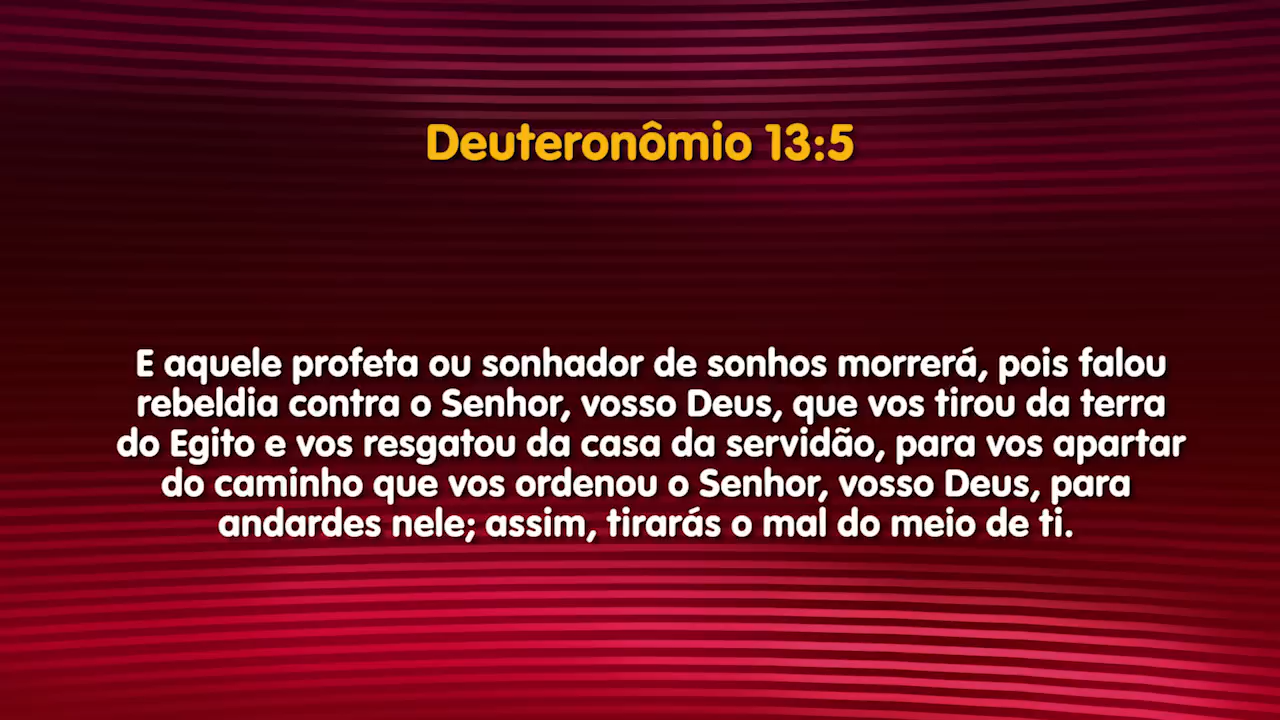 Deuteronômio 13:5
E aquele profeta ou sonhador de sonhos morrerá, pois falou
rebeldia contra o Senhor, vosso Deus, que vos tirou da terra
do Egito e vos resgatou da casa da servidão, para vos apartar
do caminho que vos ordenou o Senhor, vosso Deus, para
andardes nele; assim, tirarás o mal do meio de ti.